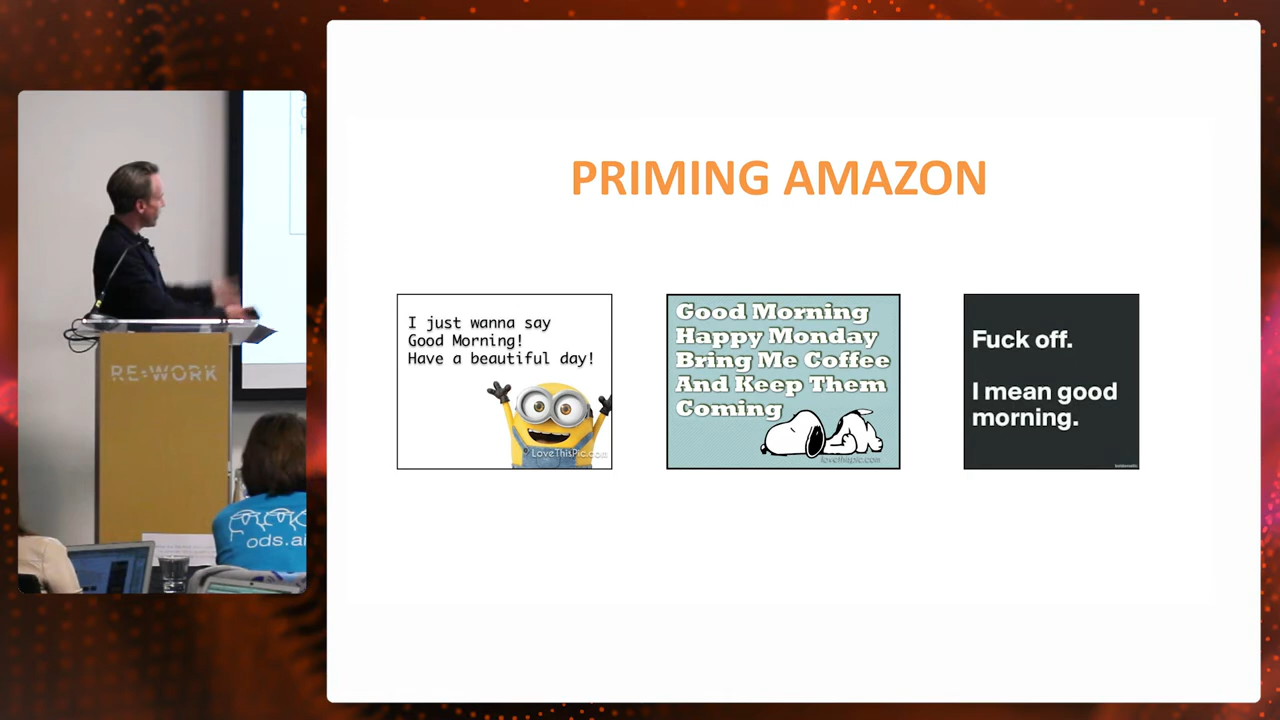 PRIMING AMAZON
I just wanna say
Good Morning!
Have a beautiful day!
LoveThisPic.com
Good Morning
Happy Monday
Bring Me Coffee
And Keep Them
Coming
lovethispic.com
Fuck off.
I mean good
morning.
RE•WORK
ods.ai